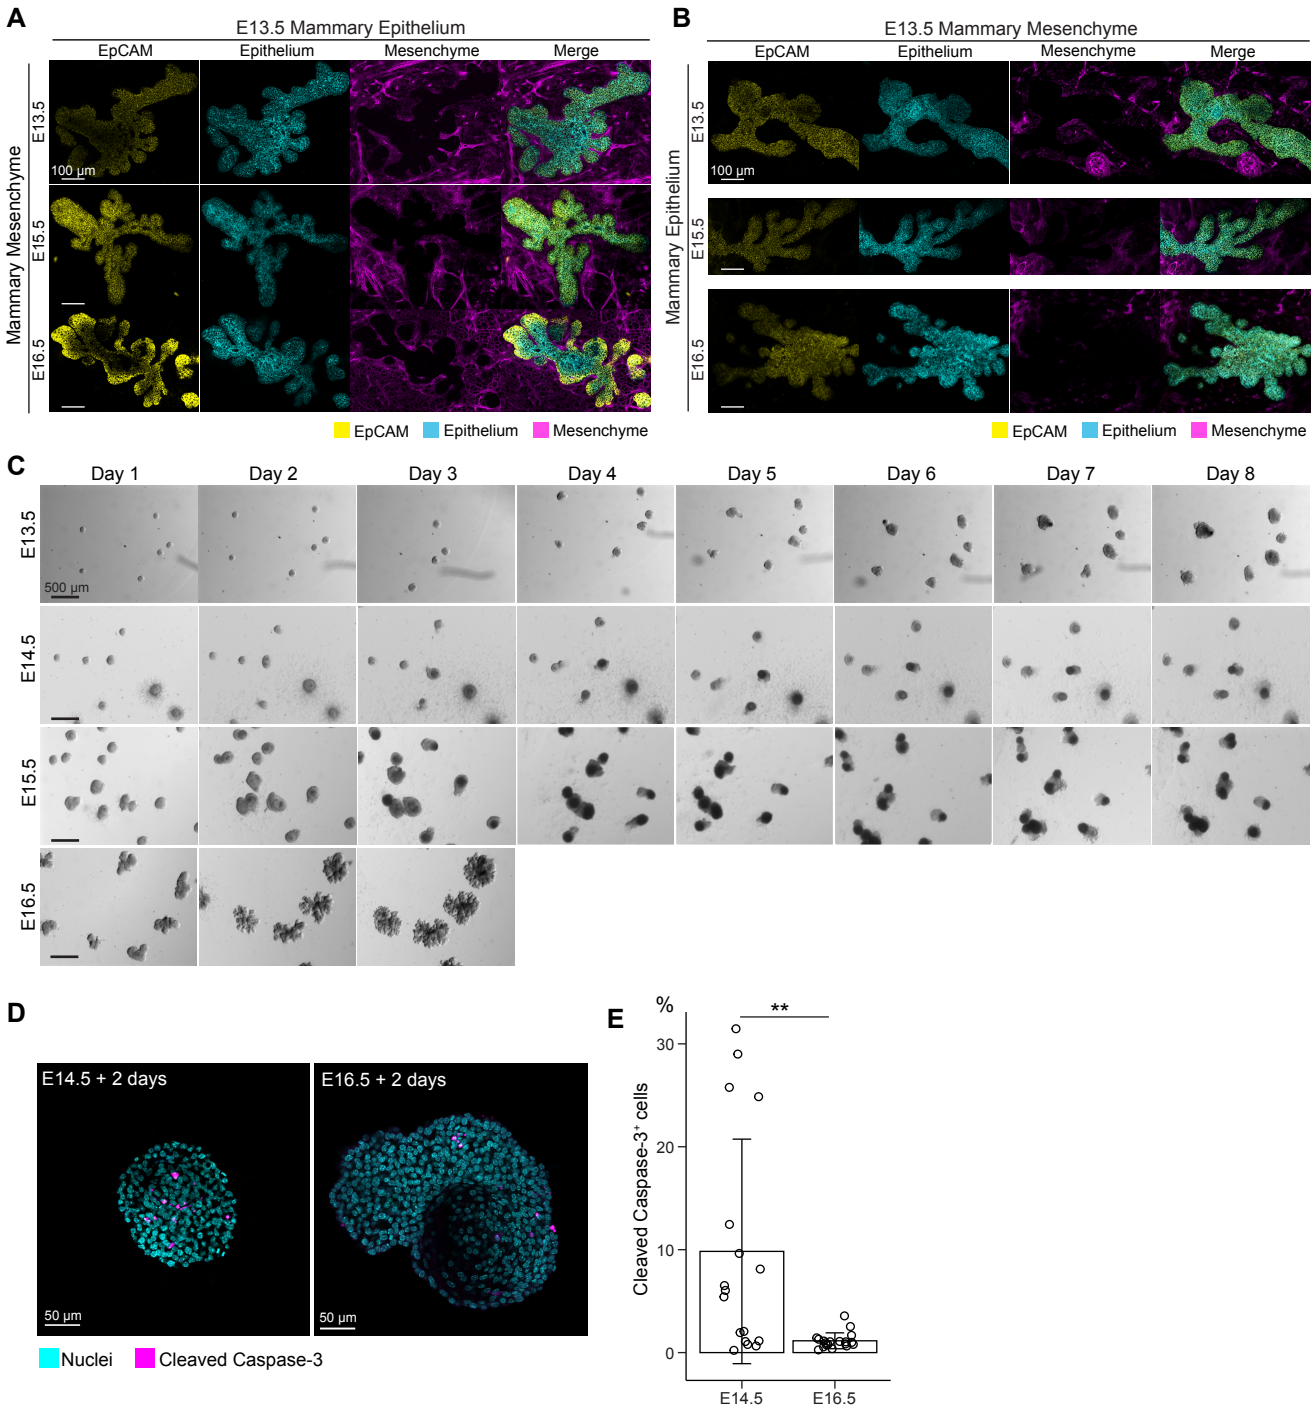 A
E13.5 Mammary Epithelium
EpCAM Epithelium Mesenchyme Merge
Mammary Mesenchyme
E13.5
100 µm
E15.5
E16.5
EpCAM Epithelium Mesenchyme
B
E13.5 Mammary Mesenchyme
EpCAM Epithelium Mesenchyme Merge
Mammary Epithelium
E13.5
100 µm
E15.5
E16.5
EpCAM Epithelium Mesenchyme
C
Day 1 Day 2 Day 3 Day 4 Day 5 Day 6 Day 7 Day 8
E13.5
500 µm
E14.5
E15.5
E16.5
D
E14.5 + 2 days
50 µm
E16.5 + 2 days
50 µm
Nuclei Cleaved Caspase-3
E
%
**
Cleaved Caspase-3⁺ cells
30
20
10
0
E14.5 E16.5